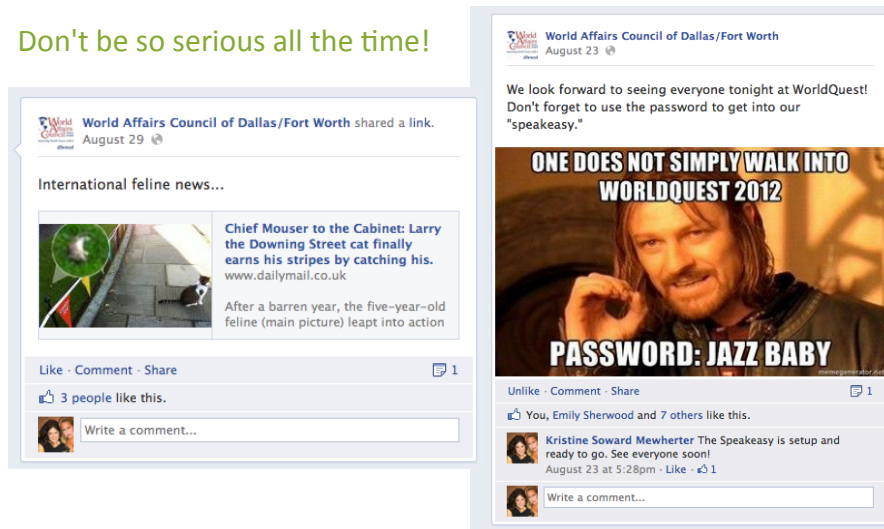 Don't be so serious all the time!
World Affairs Council of Dallas/Fort Worth shared a link.
August 29
International feline news...
Chief Mouser to the Cabinet: Larry
the Downing Street cat finally
earns his stripes by catching his.
www.dailymail.co.uk
After a barren year, the five-year-old
feline (main picture) leapt into action
Like · Comment · Share
1
3 people like this.
Write a comment...
World Affairs Council of Dallas/Fort Worth
August 23
We look forward to seeing everyone tonight at WorldQuest!
Don't forget to use the password to get into our
"speakeasy."
ONE DOES NOT SIMPLY WALK INTO
WORLDQUEST 2012
PASSWORD: JAZZ BABY
memegenerator.net
Unlike · Comment · Share
1
You, Emily Sherwood and 7 others like this.
Kristine Soward Mewherter The Speakeasy is setup and
ready to go. See everyone soon!
August 23 at 5:28pm · Like · 1
Write a comment...